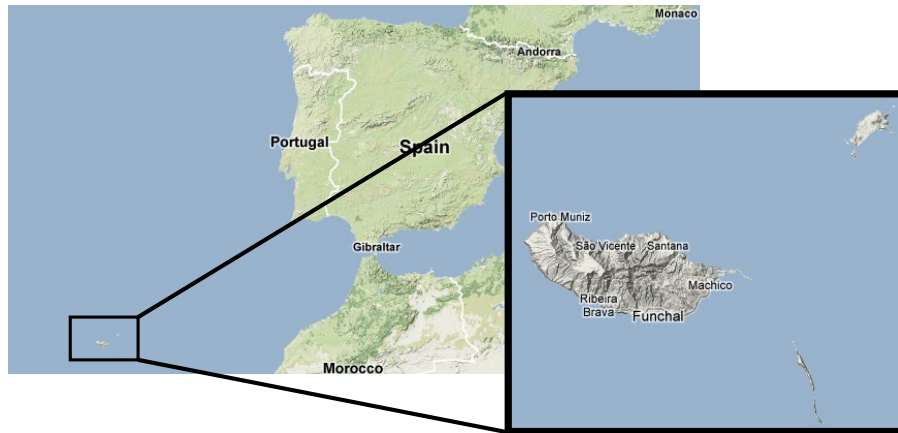 Monaco
Andorra
Portugal
Spain
Gibraltar
Morocco
Porto Muniz
São Vicente
Santana
Machico
Ribeira
Brava
Funchal